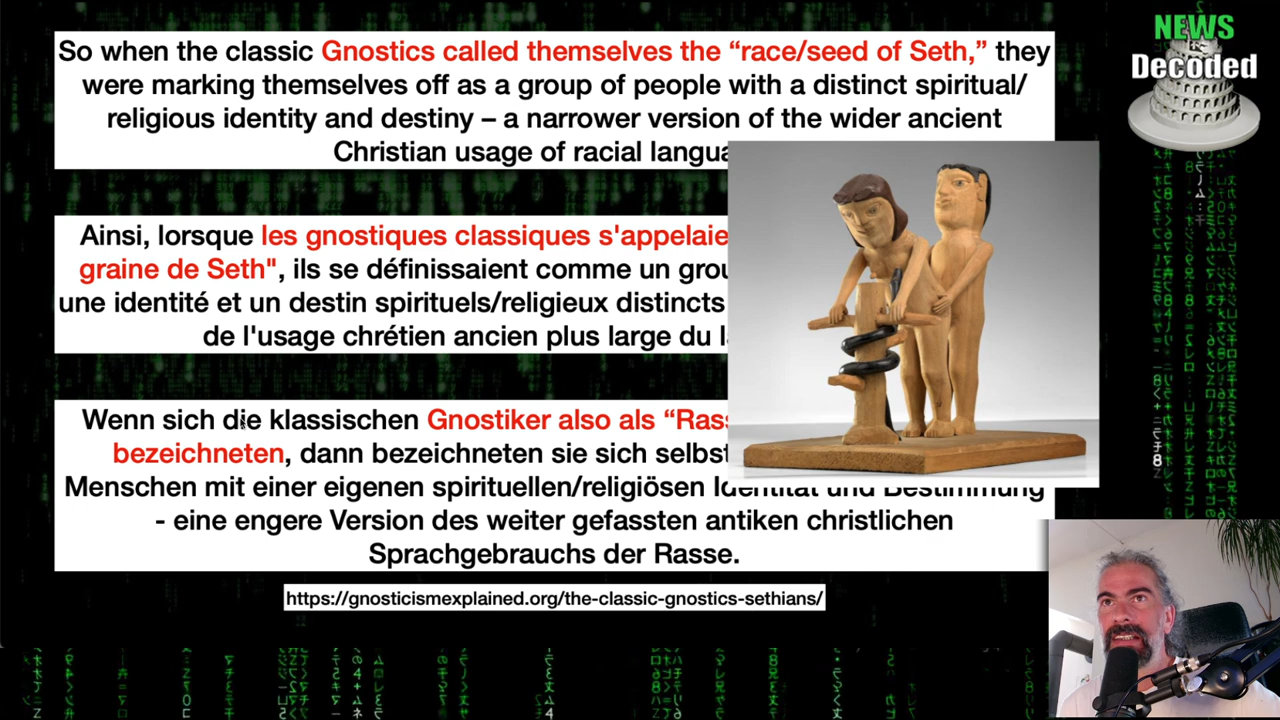 NEWS
Decoded
So when the classic Gnostics called themselves the “race/seed of Seth,” they
were marking themselves off as a group of people with a distinct spiritual/
religious identity and destiny – a narrower version of the wider ancient
Christian usage of racial
Ainsi, lorsque les gnostiques classiques
graine de Seth", ils se définissaient comme un
une identité et un destin spirituels/religieux distincts
de l'usage chrétien ancien plus large du
Wenn sich die klassischen Gnostiker also als
bezeichneten, dann bezeichneten sie sich selbst
Menschen mit einer eigenen spirituellen/religiösen Identität und Bestimmung
- eine engere Version des weiter gefassten antiken christlichen
Sprachgebrauchs der Rasse.
https://gnosticismexplained.org/the-classic-gnostics-sethians/